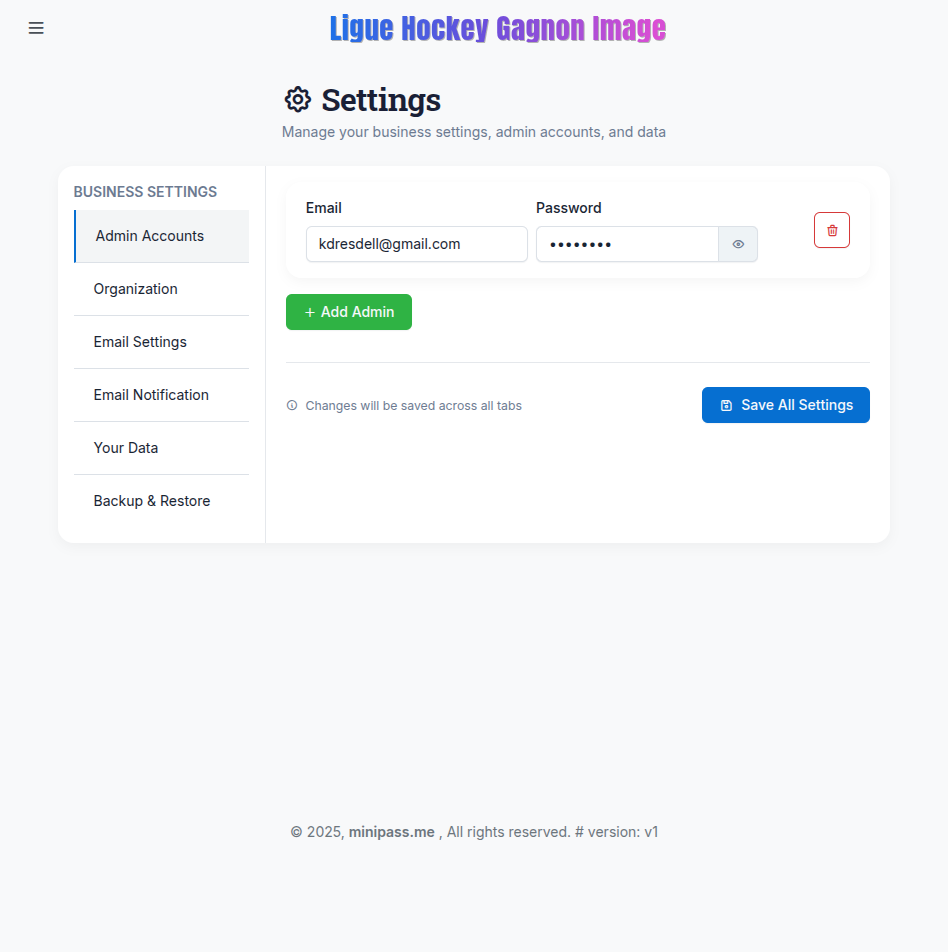 Ligue Hockey Gagnon Image
Settings
Manage your business settings, admin accounts, and data
BUSINESS SETTINGS
Admin Accounts
Organization
Email Settings
Email Notification
Your Data
Backup & Restore
Email
Password
kdresdell@gmail.com
••••••••
+ Add Admin
Changes will be saved across all tabs
Save All Settings
© 2025, minipass.me , All rights reserved. # version: v1